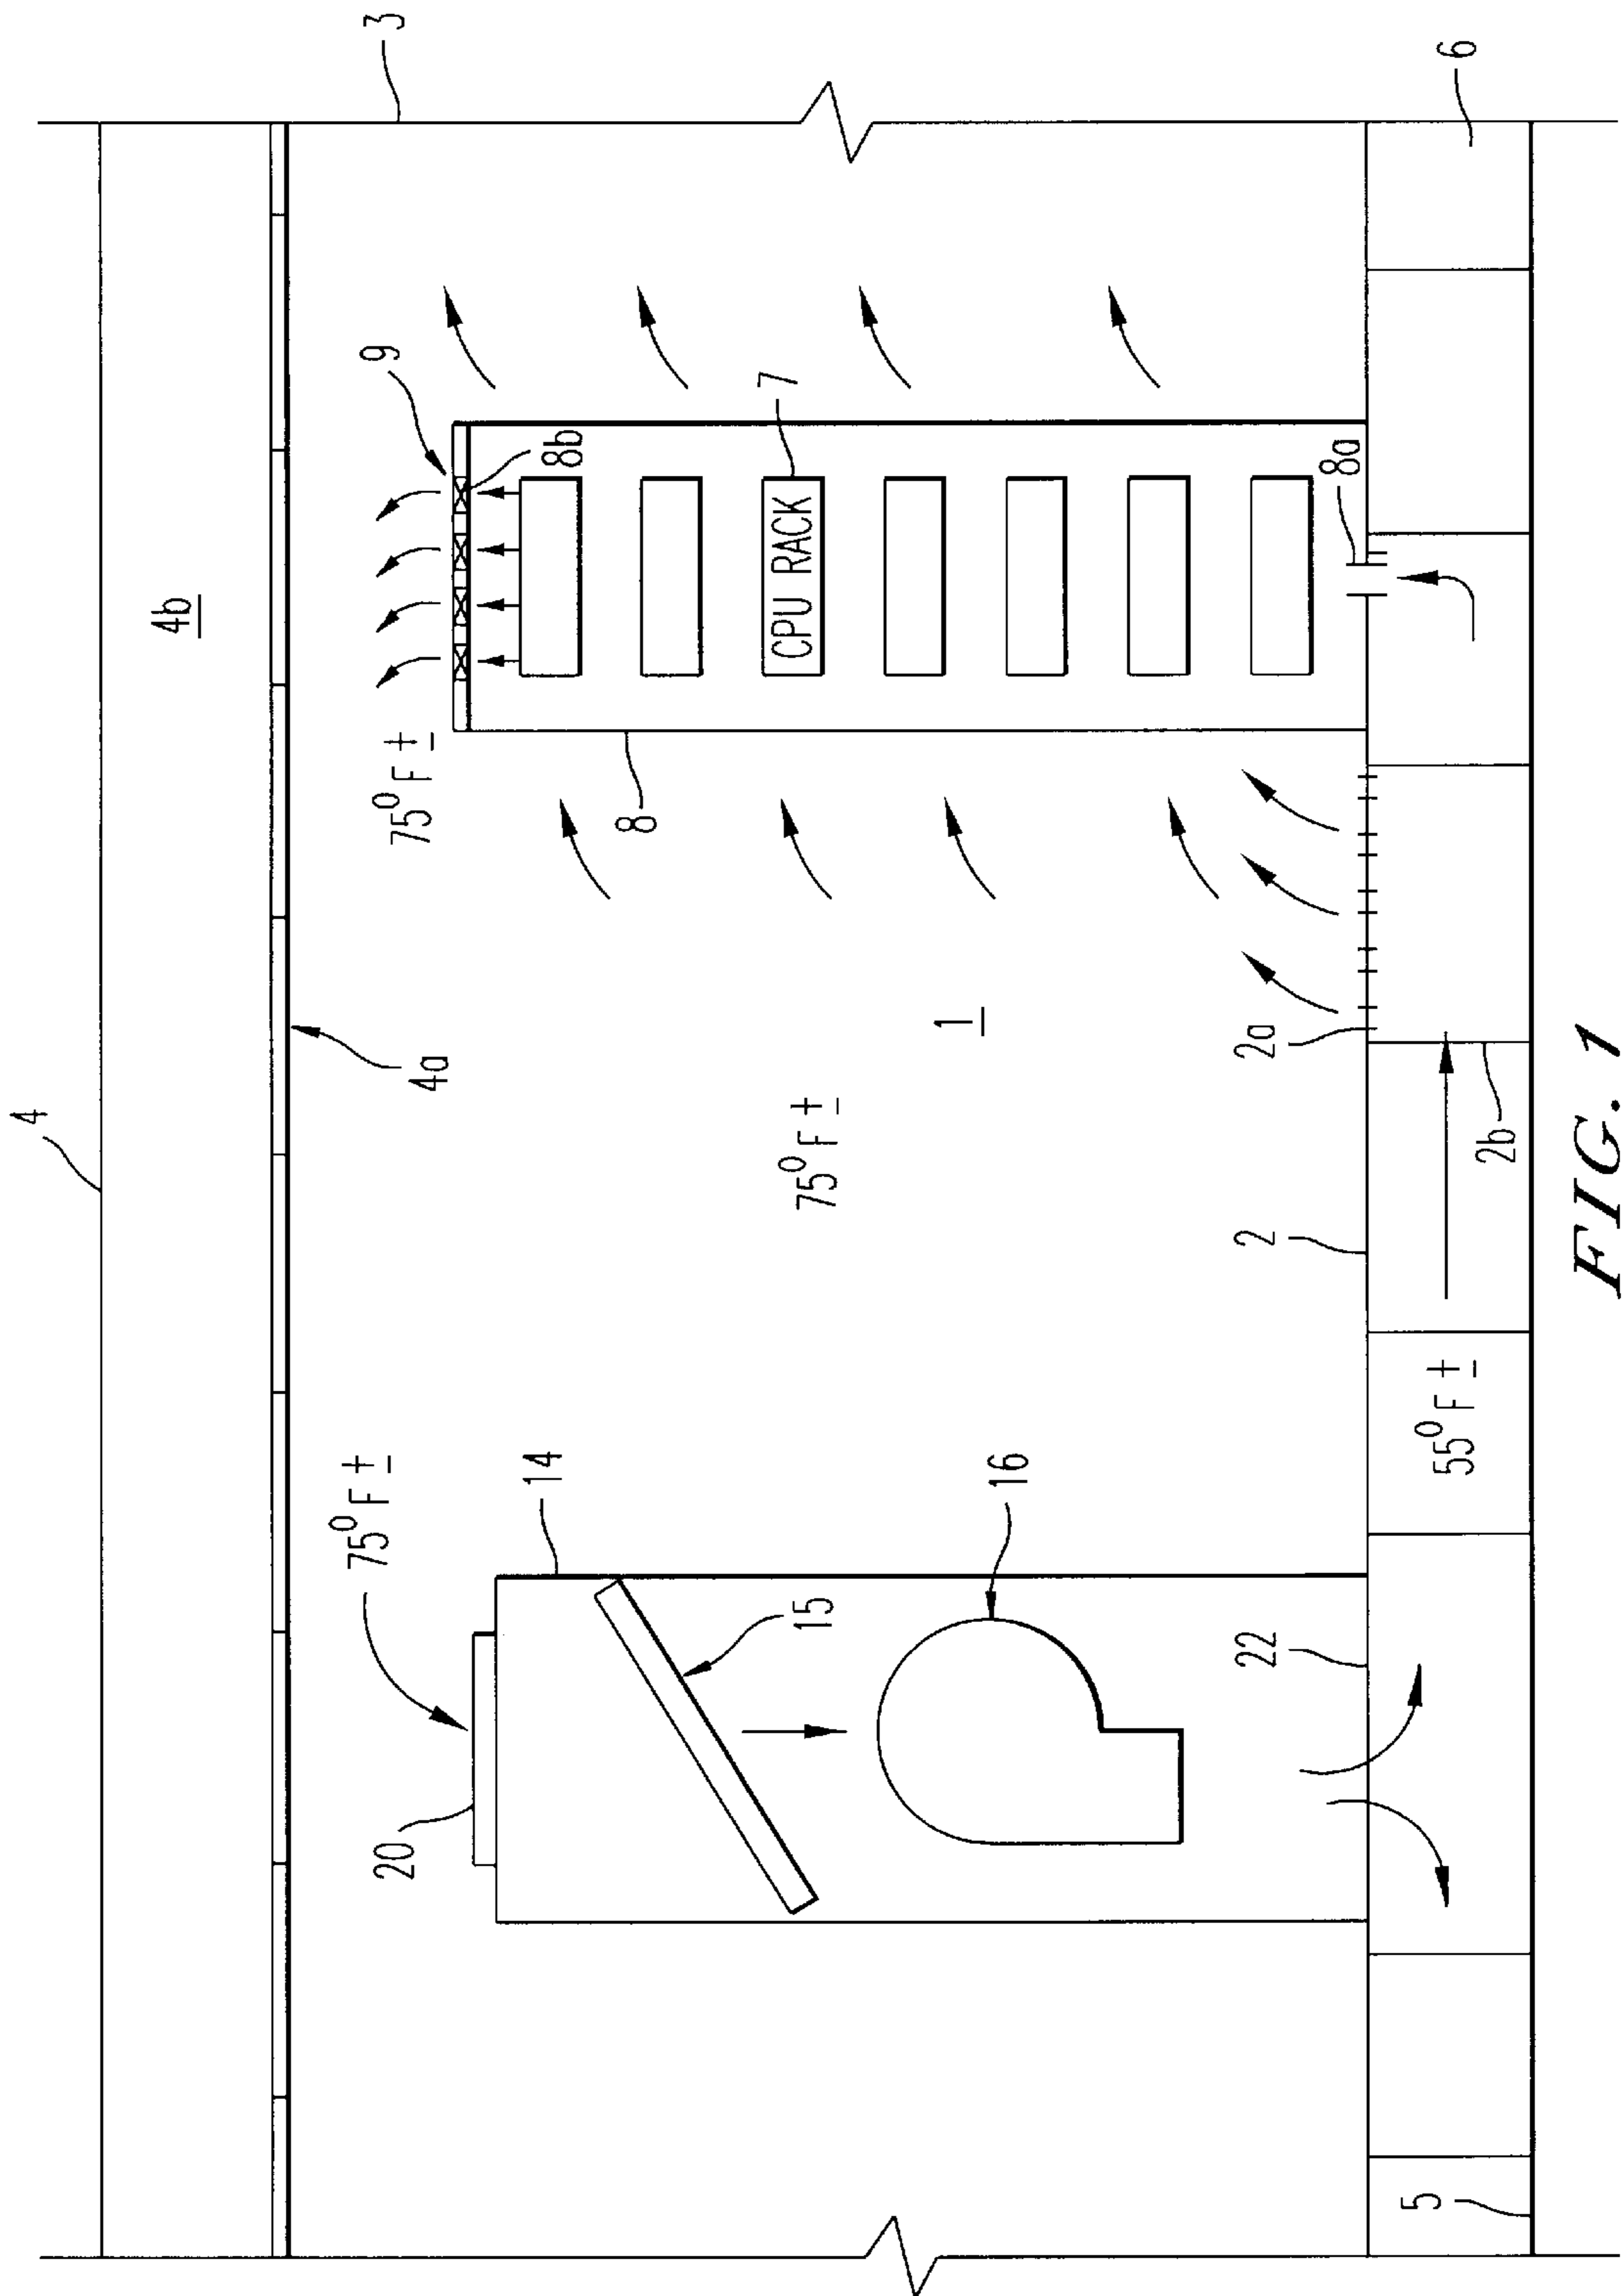 4
3
4b
4a
9
75°F ±
75°F ±
20
14
8b
8
7
CPU RACK
15
75°F ±
1
16
8a
22
2
2a
5
55°F ±
2b
6
FIG. 1